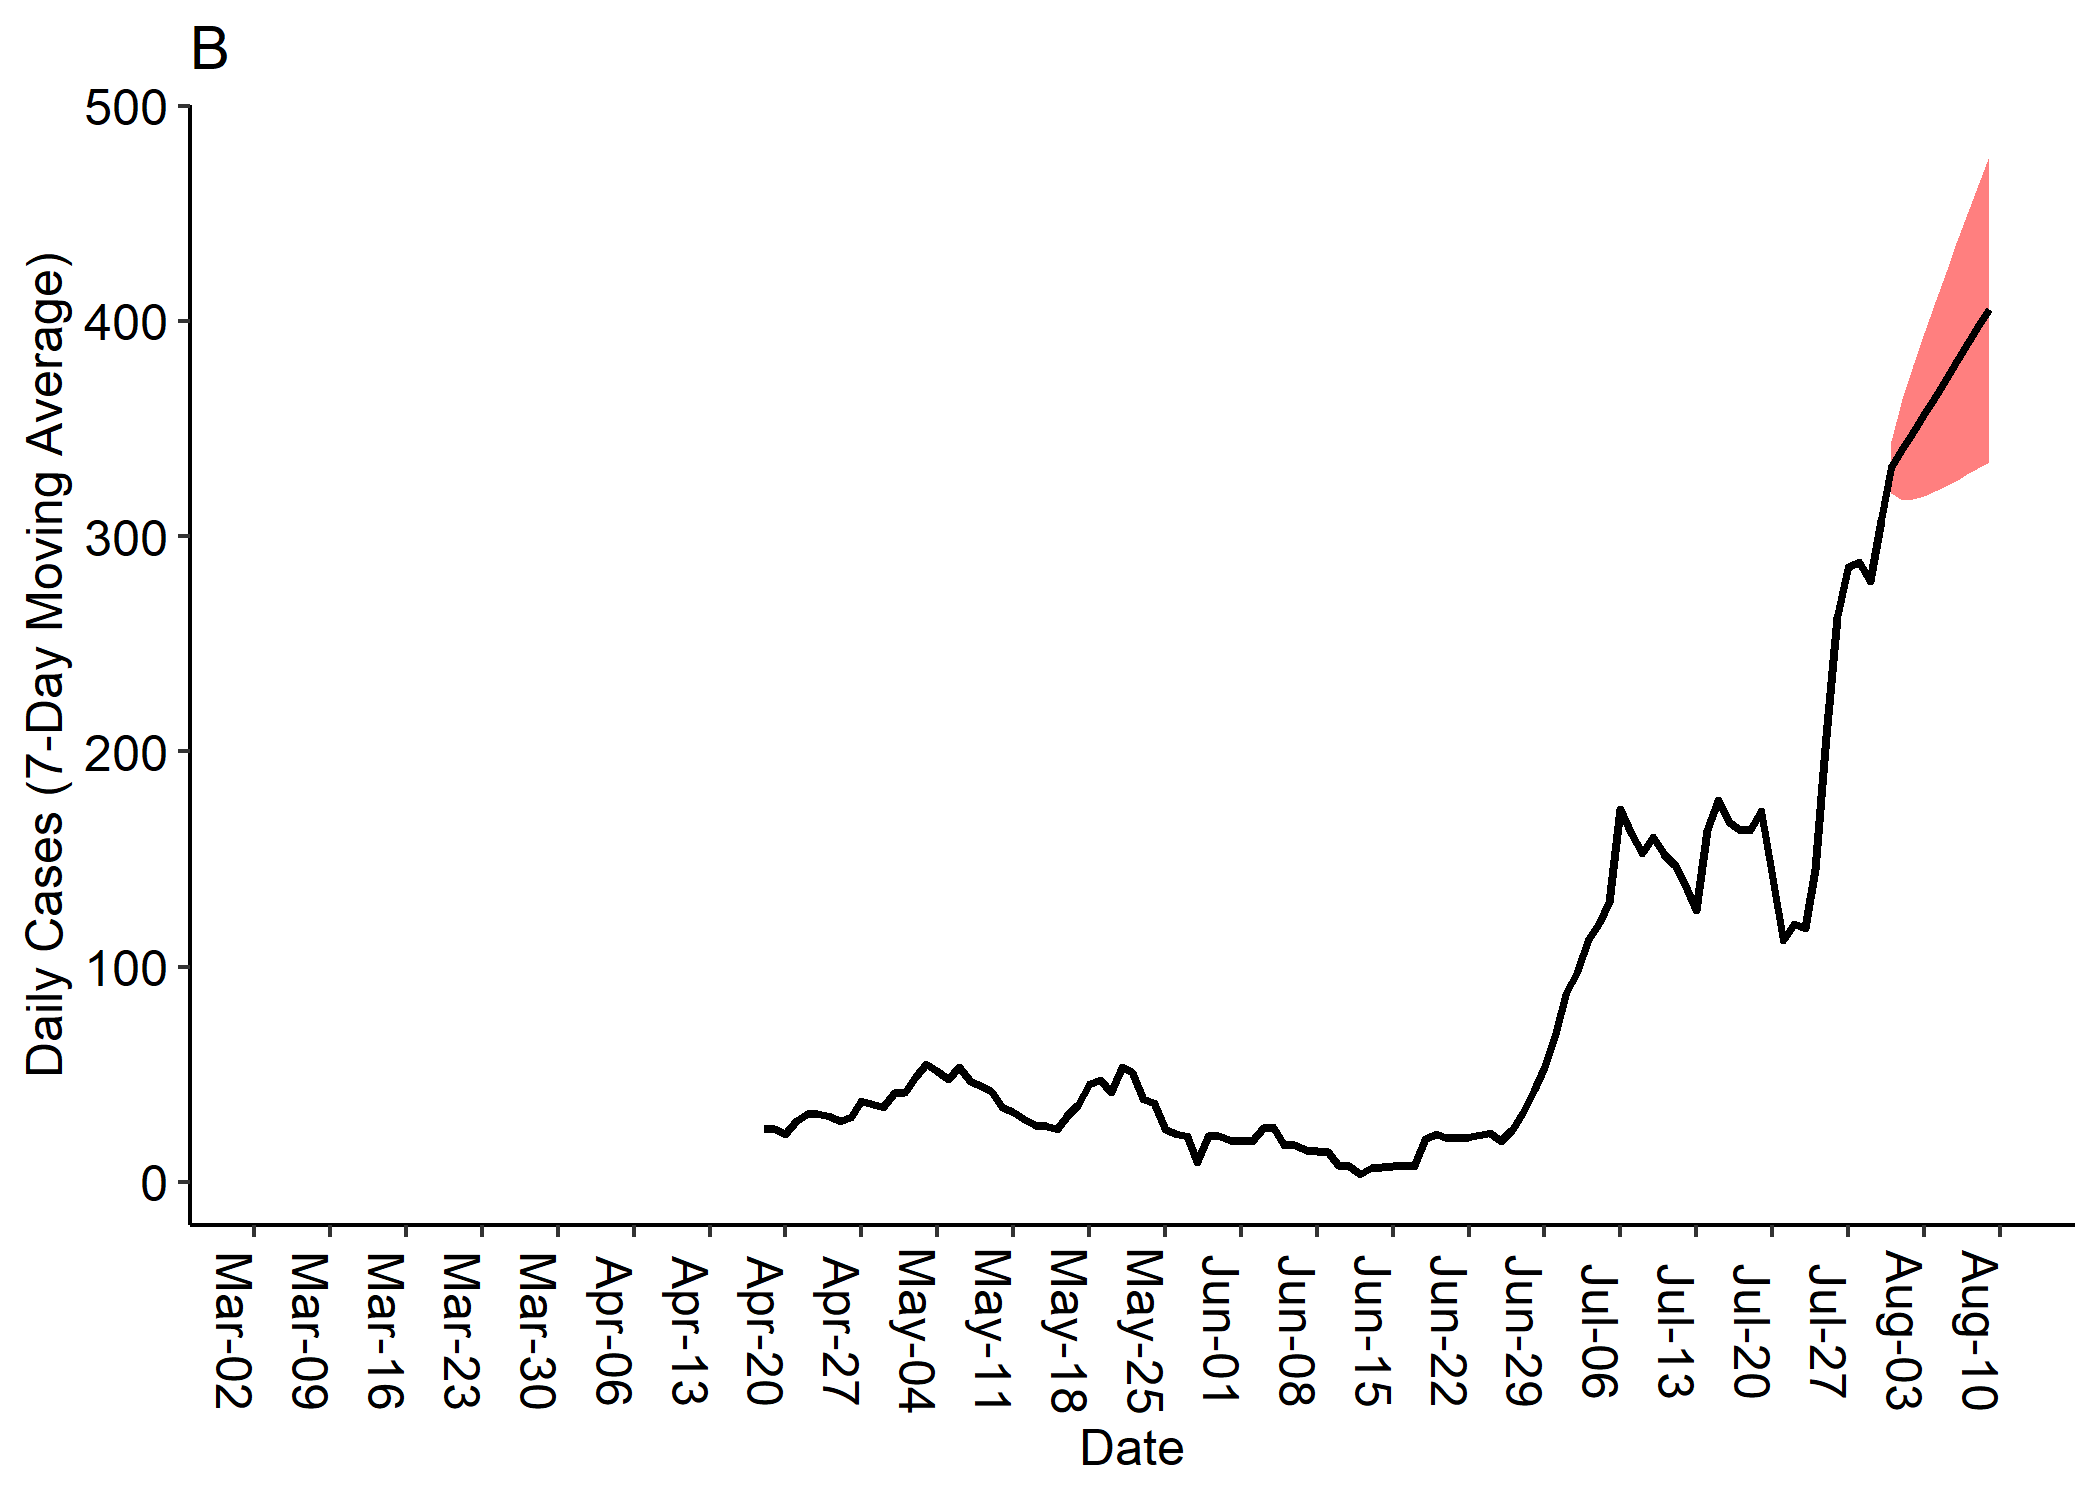 B
Daily Cases (7-Day Moving Average)
500
400
300
200
100
0
Mar-02
Mar-09
Mar-16
Mar-23
Mar-30
Apr-06
Apr-13
Apr-20
Apr-27
May-04
May-11
May-18
May-25
Jun-01
Jun-08
Jun-15
Jun-22
Jun-29
Jul-06
Jul-13
Jul-20
Jul-27
Aug-03
Aug-10
Date